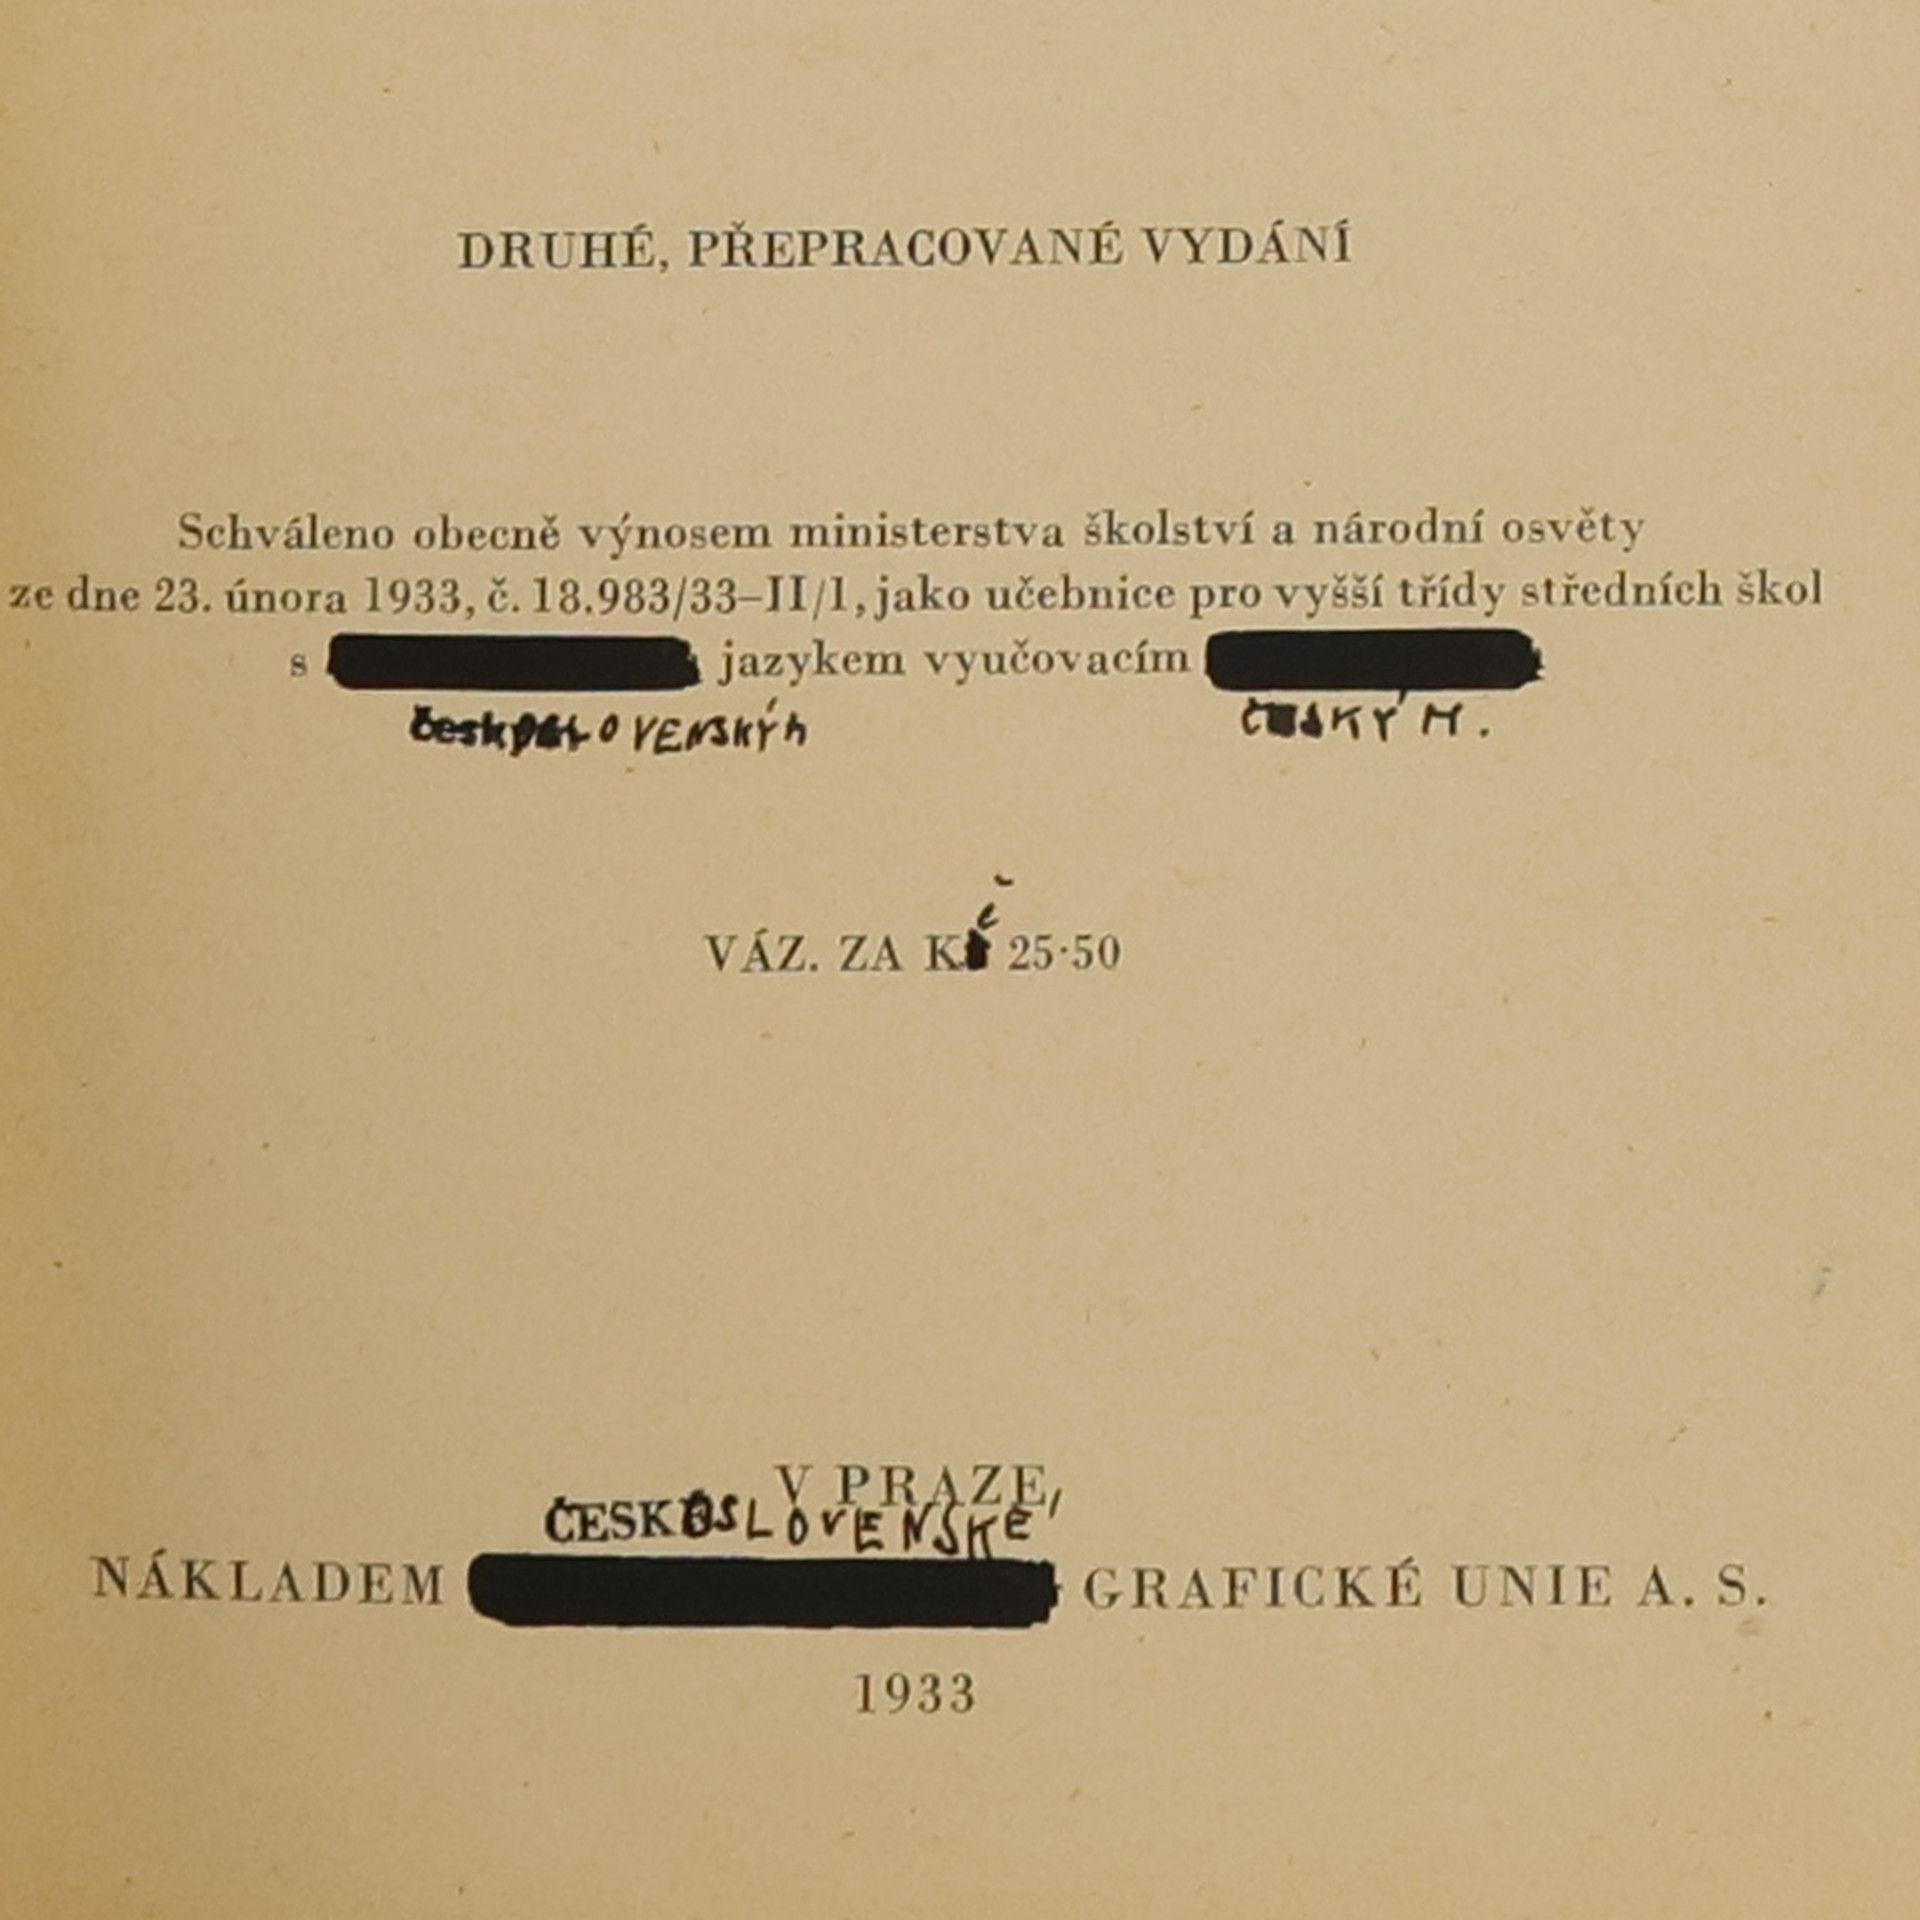 DRUHÉ, PŘEPRACOVANÉ VYDÁNÍ
Schváleno obecně výnosem ministerstva školství a národní osvěty
ze dne 23. února 1933, č. 18.983/33–II/1, jako učebnice pro vyšší třídy středních škol
s jazykem vyučovacím
československým ČESKÝM.
VÁZ. ZA Kč 25·50
V PRAZE
ČESKOSLOVENSKÉ
NÁKLADEM GRAFICKÉ UNIE A. S.
1933